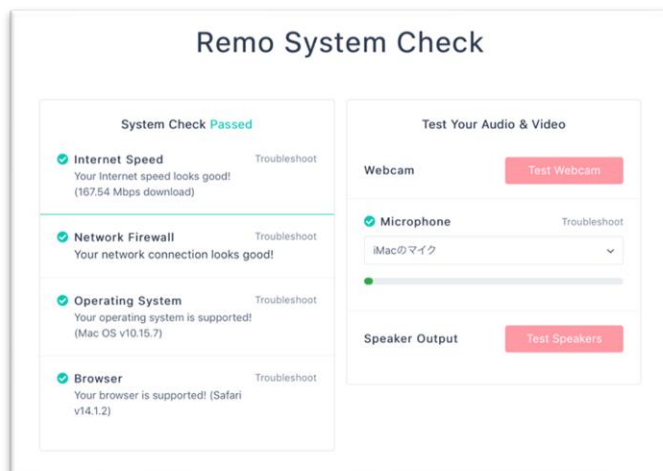 Remo System Check
System Check Passed
Internet Speed Troubleshoot
Your Internet speed looks good!
(167.54 Mbps download)
Network Firewall Troubleshoot
Your network connection looks good!
Operating System Troubleshoot
Your operating system is supported!
(Mac OS v10.15.7)
Browser Troubleshoot
Your browser is supported! (Safari
v14.1.2)
Test Your Audio & Video
Webcam Test Webcam
Microphone Troubleshoot
iMacのマイク
Speaker Output Test Speakers